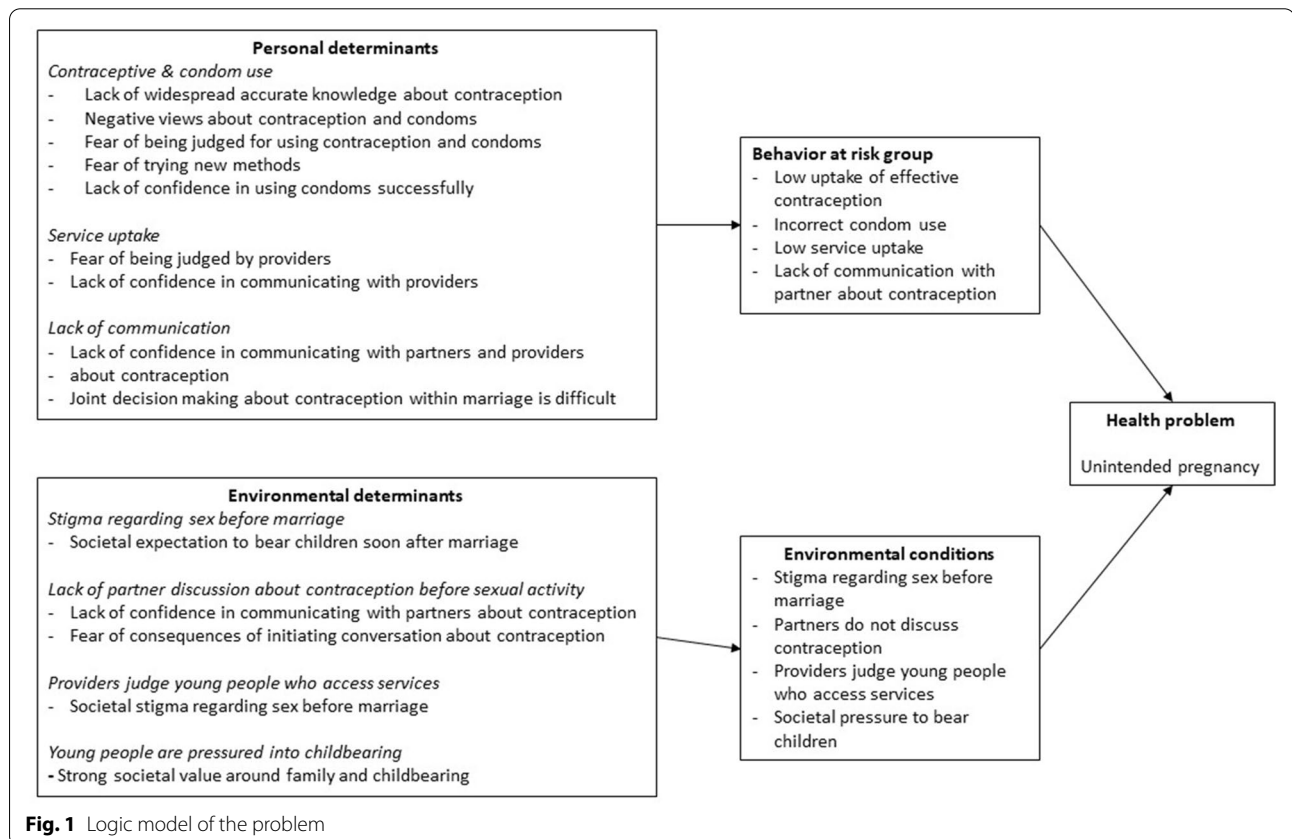 Personal determinants
Contraceptive & condom use
- Lack of widespread accurate knowledge about contraception
- Negative views about contraception and condoms
- Fear of being judged for using contraception and condoms
- Fear of trying new methods
- Lack of confidence in using condoms successfully
Service uptake
- Fear of being judged by providers
- Lack of confidence in communicating with providers
Lack of communication
- Lack of confidence in communicating with partners and providers
- about contraception
- Joint decision making about contraception within marriage is difficult
Behavior at risk group
- Low uptake of effective
contraception
- Incorrect condom use
- Low service uptake
- Lack of communication with
partner about contraception
Health problem
Unintended pregnancy
Environmental determinants
Stigma regarding sex before marriage
- Societal expectation to bear children soon after marriage
Lack of partner discussion about contraception before sexual activity
- Lack of confidence in communicating with partners about contraception
- Fear of consequences of initiating conversation about contraception
Providers judge young people who access services
- Societal stigma regarding sex before marriage
Young people are pressured into childbearing
- Strong societal value around family and childbearing
Environmental conditions
- Stigma regarding sex before
marriage
- Partners do not discuss
contraception
- Providers judge young people
who access services
- Societal pressure to bear
children
Fig. 1 Logic model of the problem